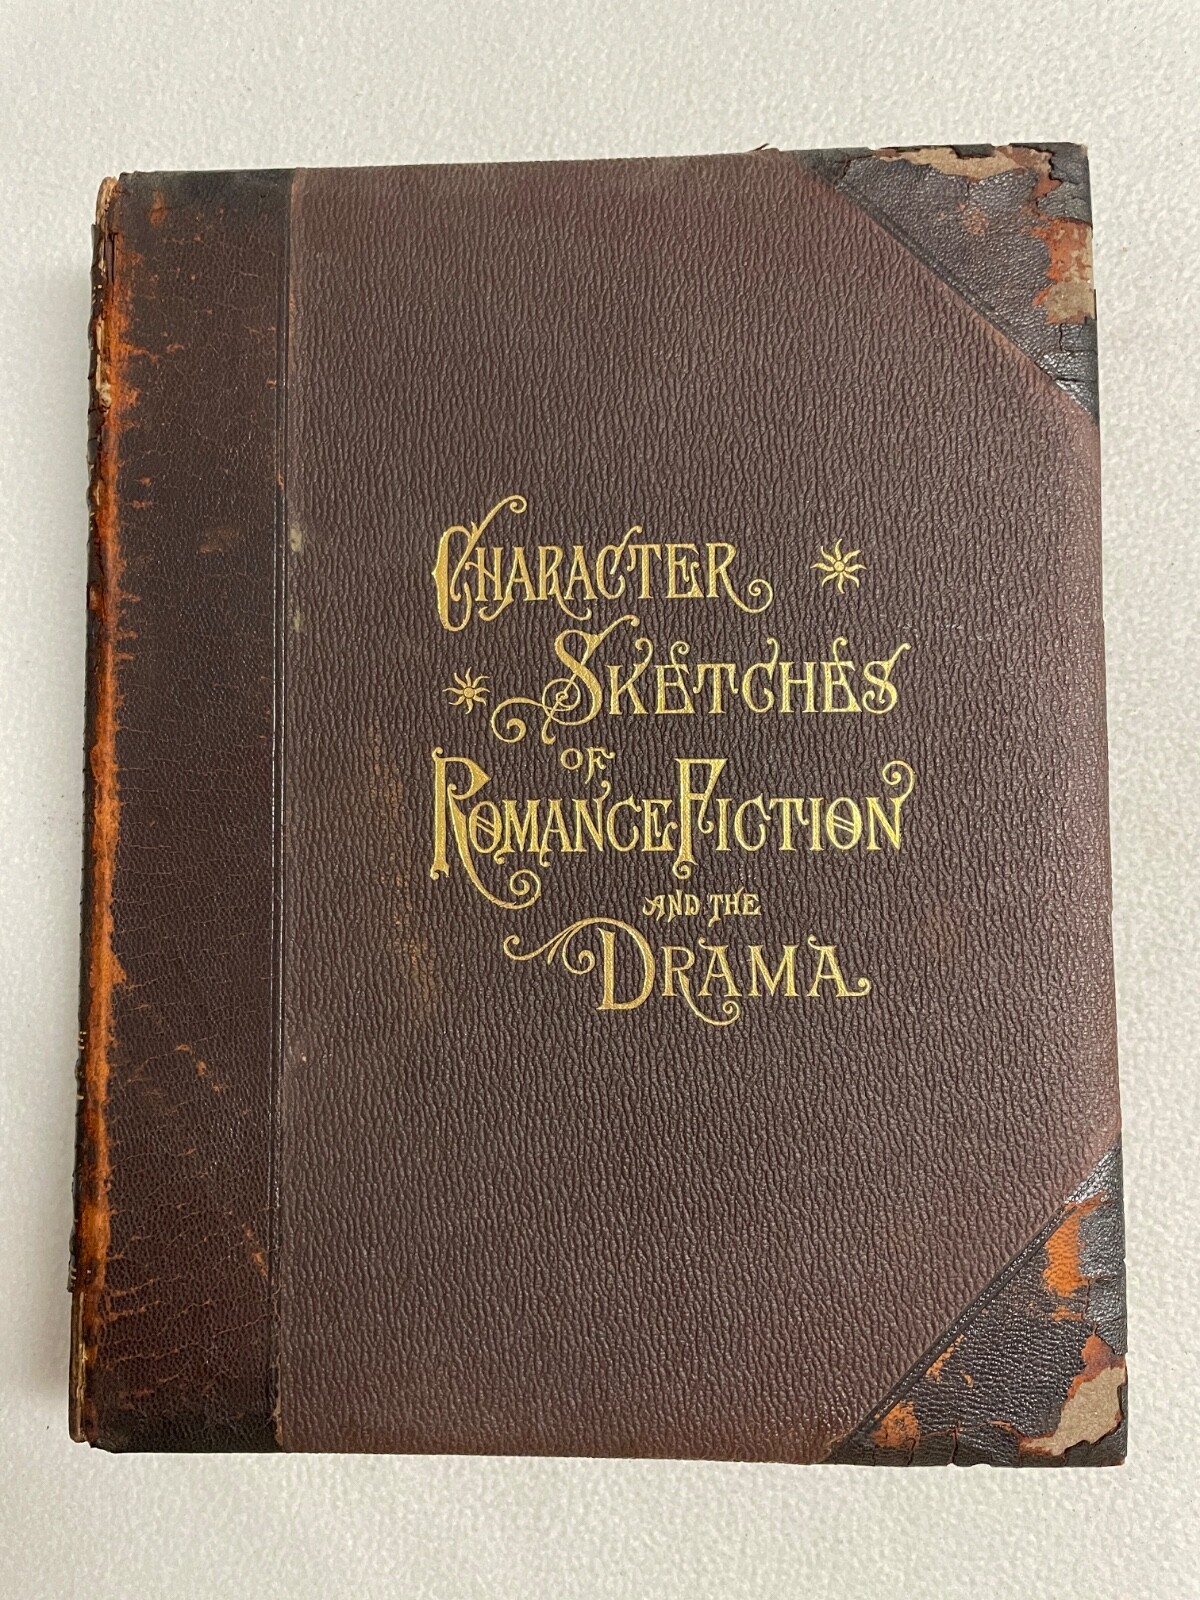 CHARACTER
SKETCHES
OF
ROMANCE FICTION
AND THE
DRAMA